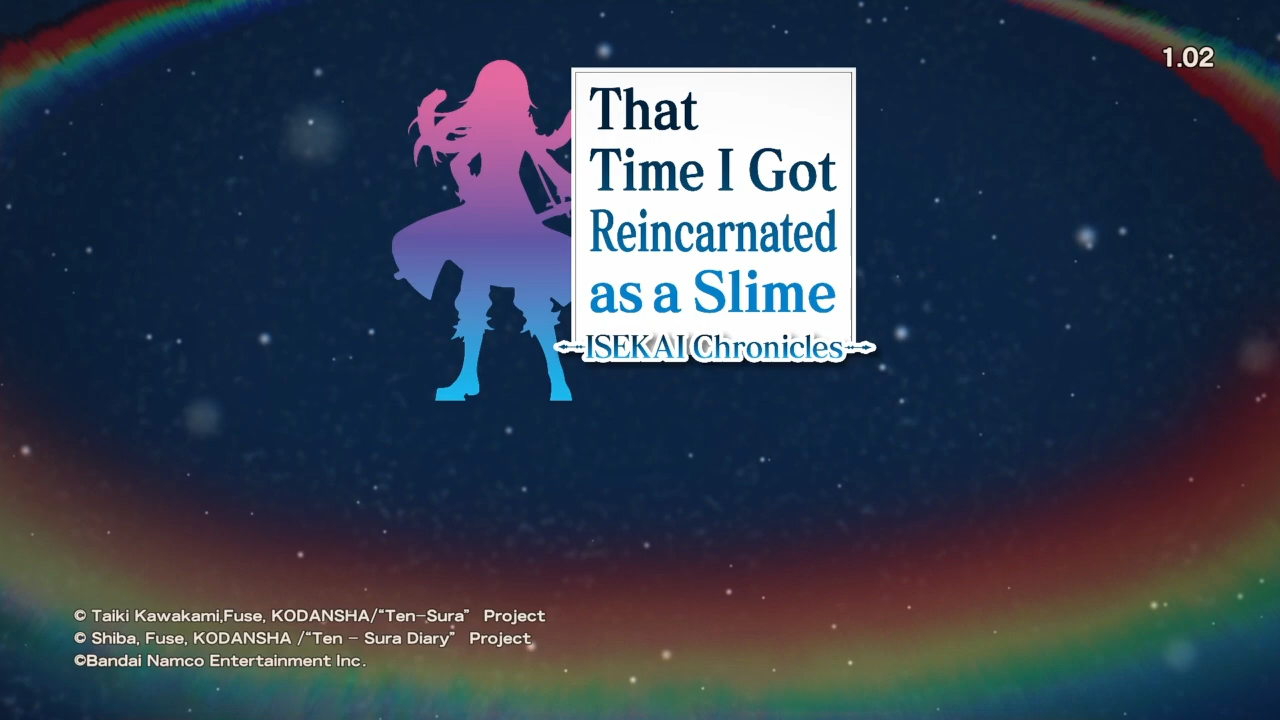 1.02
That
Time I Got
Reincarnated
as a Slime
ISEKAI Chronicles
© Taiki Kawakami,Fuse, KODANSHA/“Ten−Sura” Project
© Shiba, Fuse, KODANSHA /“Ten − Sura Diary” Project
©Bandai Namco Entertainment Inc.